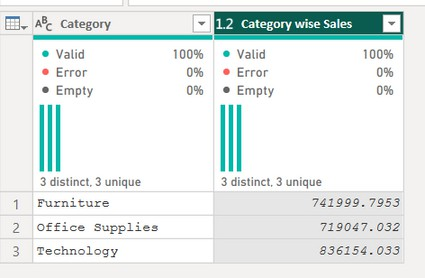 ABC Category
1.2 Category wise Sales
Valid 100%
Error 0%
Empty 0%
3 distinct, 3 unique
Valid 100%
Error 0%
Empty 0%
3 distinct, 3 unique
1 Furniture 741999.7953
2 Office Supplies 719047.032
3 Technology 836154.033